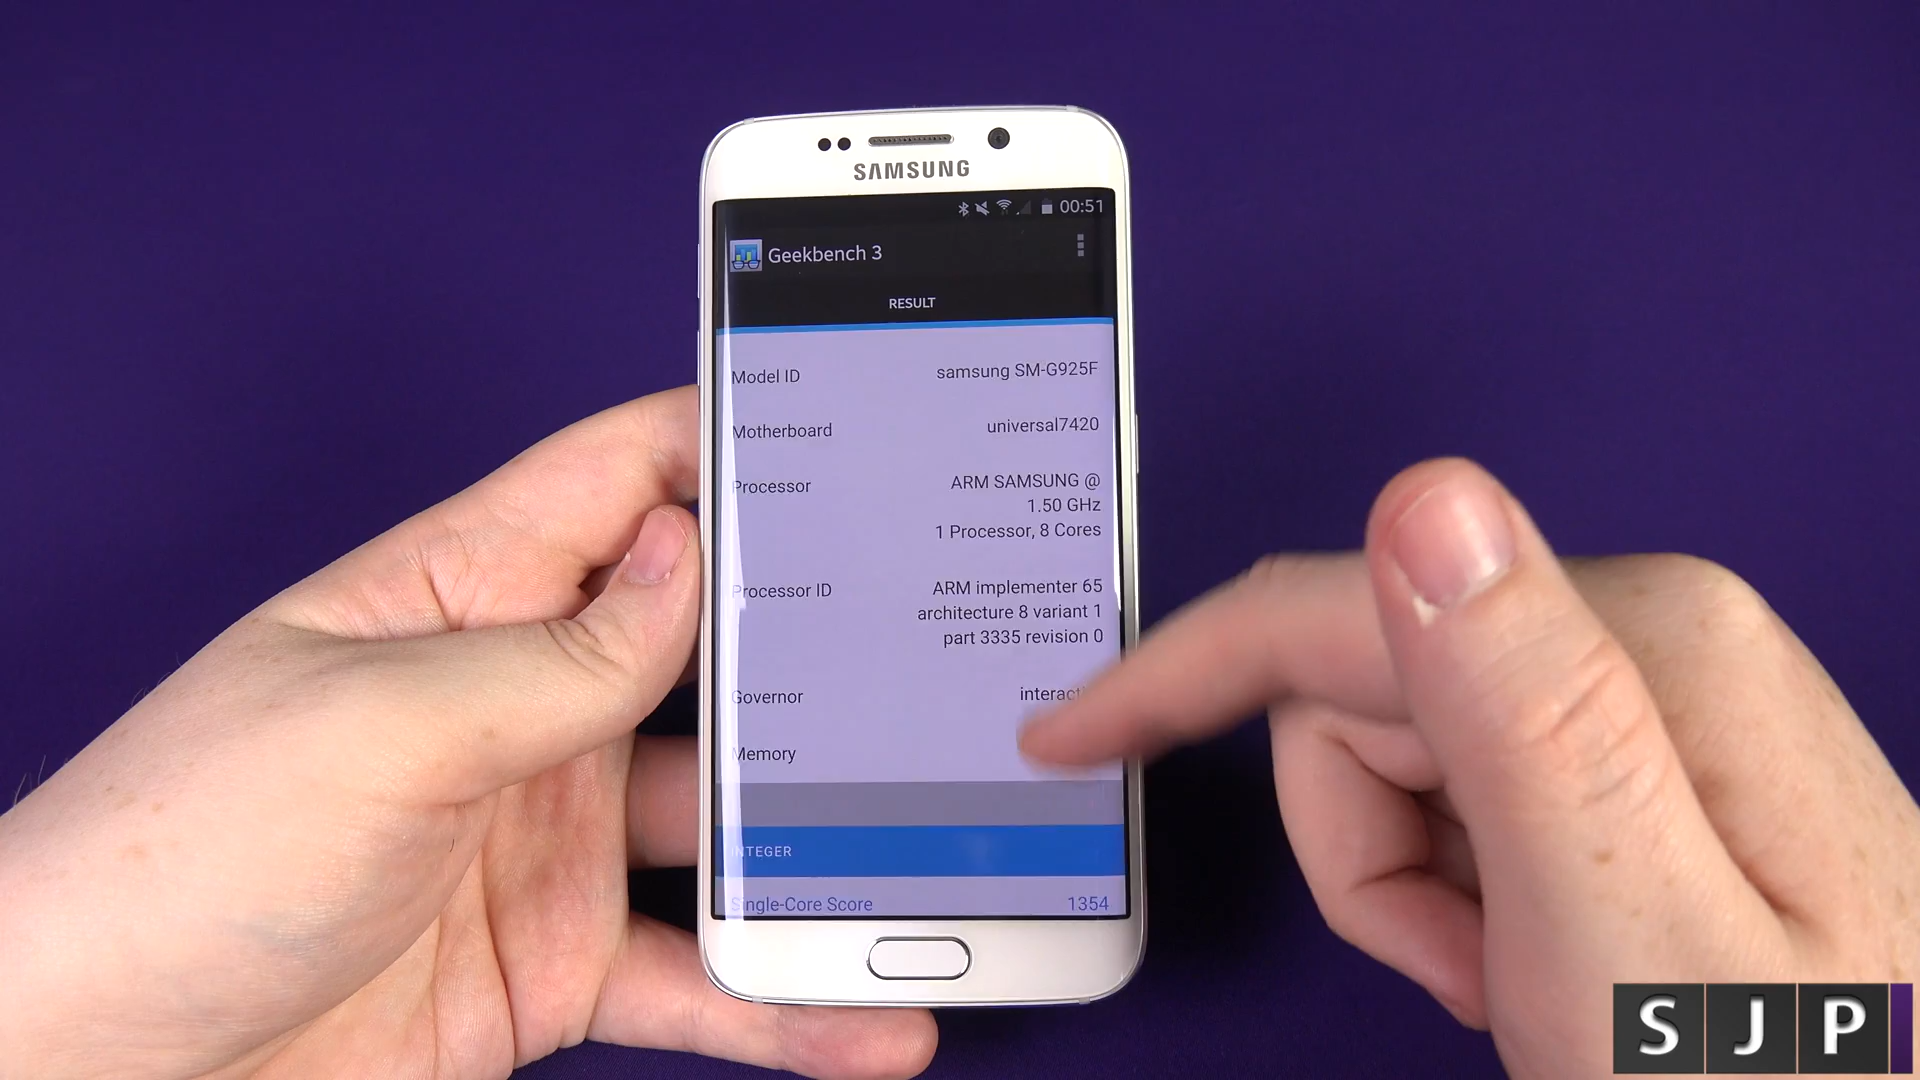 SAMSUNG
00:51
Geekbench 3
RESULT
Model ID samsung SM-G925F
Motherboard universal7420
Processor ARM SAMSUNG @
1.50 GHz
1 Processor, 8 Cores
Processor ID ARM implementer 65
architecture 8 variant 1
part 3335 revision 0
Governor
Memory
INTEGER
Single-Core Score 1354
SJP